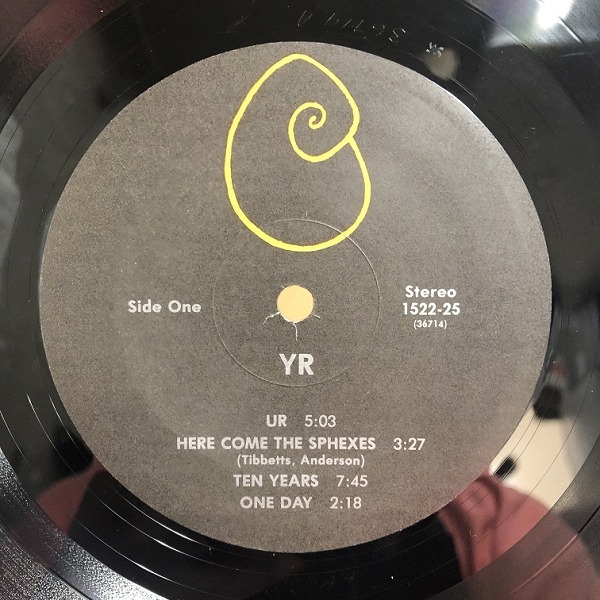 Side One
Stereo
1522-25
(36714)
YR
UR 5:03
HERE COME THE SPHEXES 3:27
(Tibbetts, Anderson)
TEN YEARS 7:45
ONE DAY 2:18